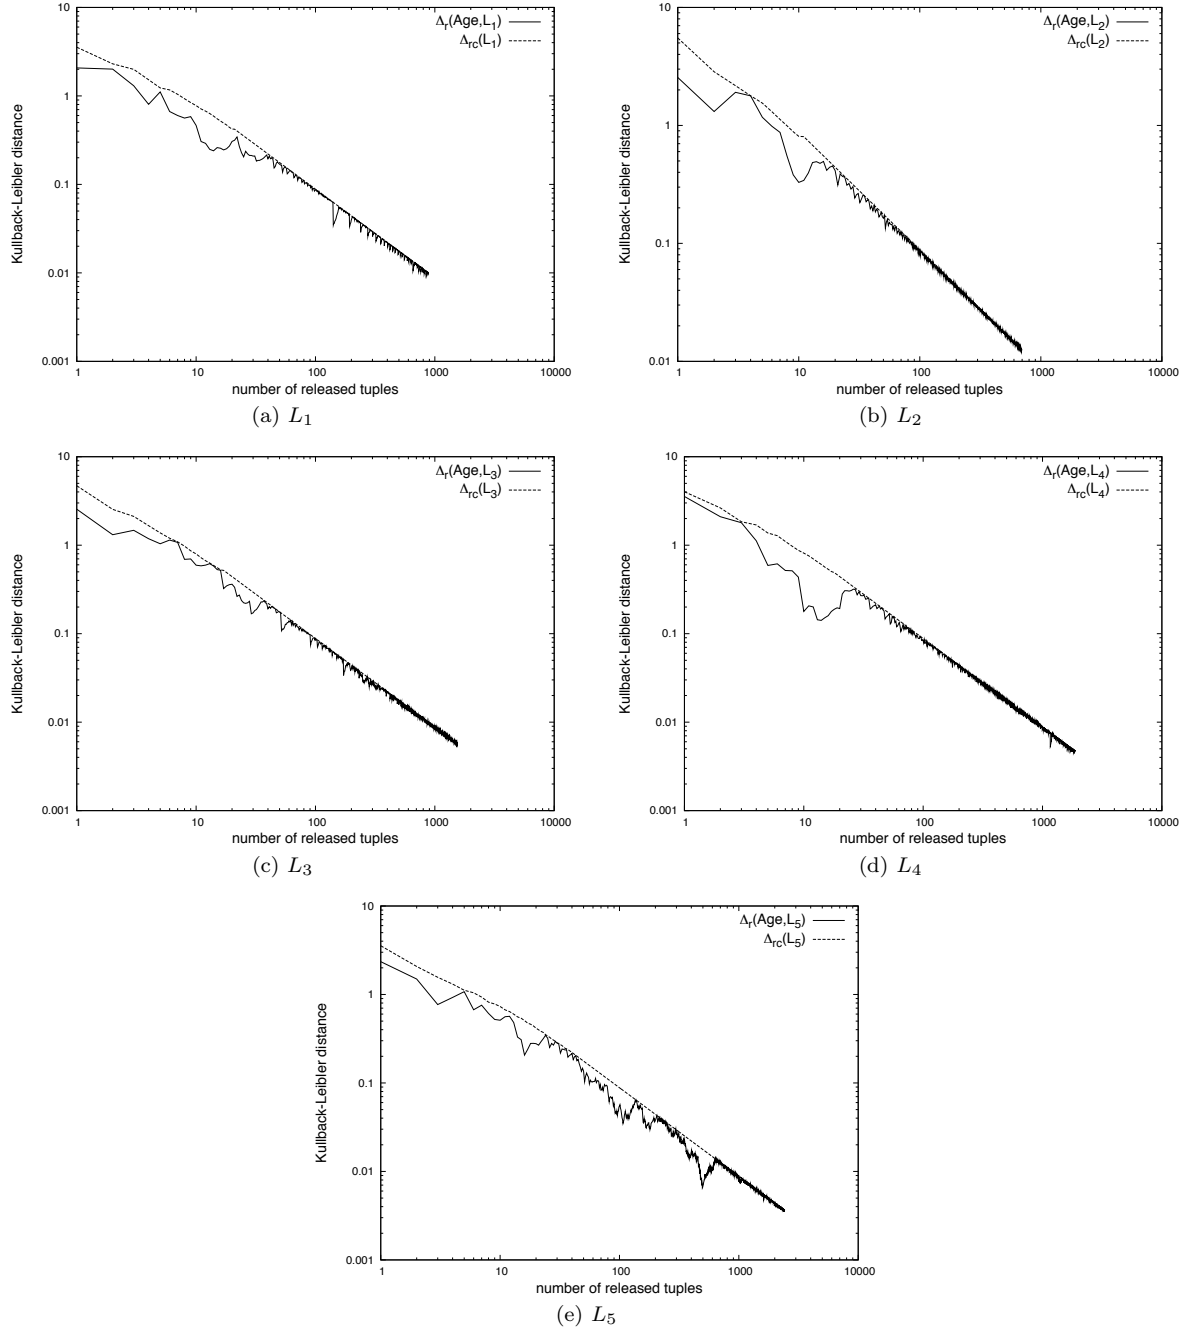 10
1
0.1
0.01
0.001
Kullback-Leibler distance
Δr(Age,L1)
Δrc(L1)
1 10 100 1000 10000
number of released tuples
(a) L1
10
1
0.1
0.01
Kullback-Leibler distance
Δr(Age,L2)
Δrc(L2)
1 10 100 1000 10000
number of released tuples
(b) L2
10
1
0.1
0.01
0.001
Kullback-Leibler distance
Δr(Age,L3)
Δrc(L3)
1 10 100 1000 10000
number of released tuples
(c) L3
10
1
0.1
0.01
0.001
Kullback-Leibler distance
Δr(Age,L4)
Δrc(L4)
1 10 100 1000 10000
number of released tuples
(d) L4
10
1
0.1
0.01
0.001
Kullback-Leibler distance
Δr(Age,L5)
Δrc(L5)
1 10 100 1000 10000
number of released tuples
(e) L5